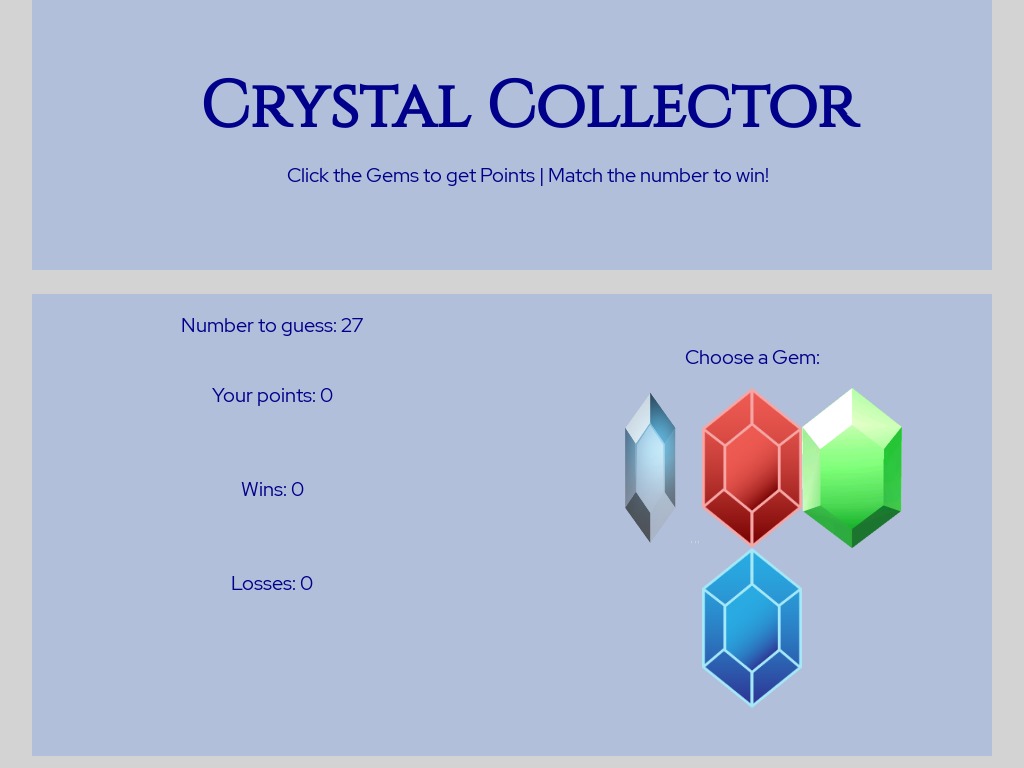 Crystal Collector
Click the Gems to get Points | Match the number to win!
Number to guess: 27
Your points: 0
Wins: 0
Losses: 0
Choose a Gem: